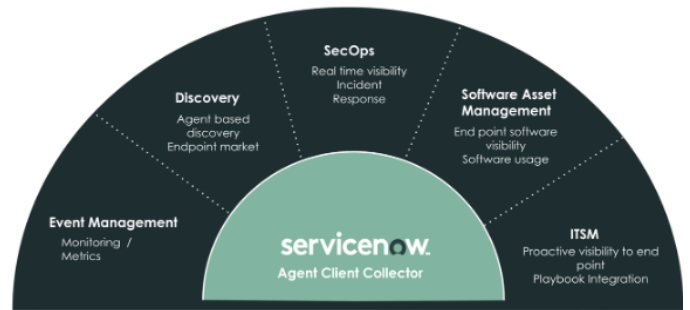 SecOps
Real time visibility
Incident
Response
Discovery
Agent based
discovery
Endpoint market
Software Asset
Management
End point software
visibility
Software usage
Event Management
Monitoring /
Metrics
ITSM
Proactive visibility to end
point
Playbook Integration
servicenow.
Agent Client Collector